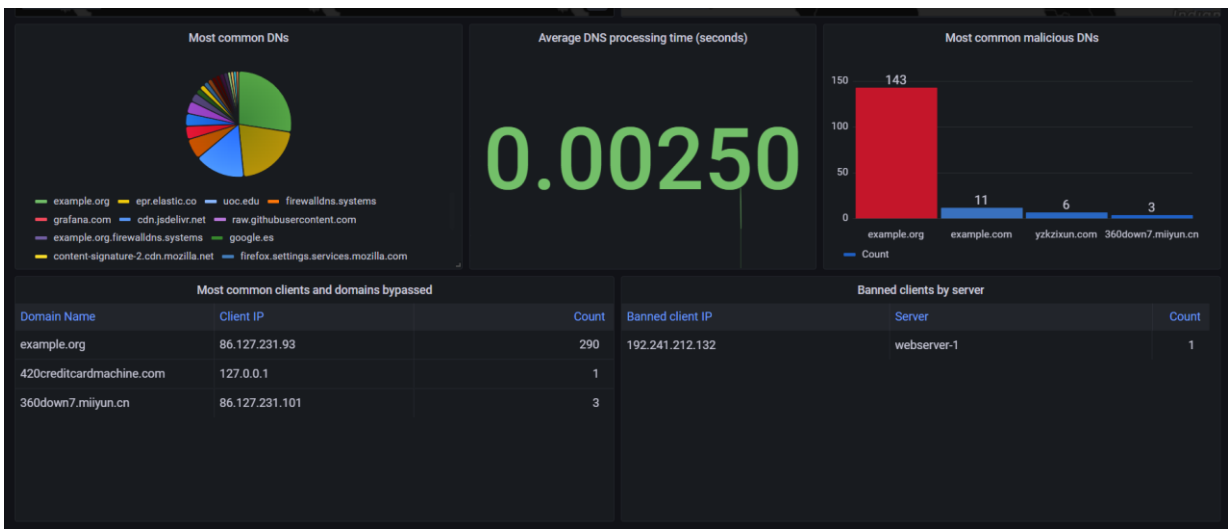 Indian
Most common DNs
Average DNS processing time (seconds)
Most common malicious DNs
example.org epr.elastic.co uoc.edu firewalldns.systems
grafana.com cdn.jsdelivr.net raw.githubusercontent.com
example.org.firewalldns.systems google.es
content-signature-2.cdn.mozilla.net firefox.settings.services.mozilla.com
0.00250
150
100
50
0
143
11
6
3
example.org example.com yzkzixun.com 360down7.miiyun.cn
Count
Most common clients and domains bypassed
Domain Name Client IP Count
example.org 86.127.231.93 290
420creditcardmachine.com 127.0.0.1 1
360down7.miiyun.cn 86.127.231.101 3
Banned clients by server
Banned client IP Server Count
192.241.212.132 webserver-1 1